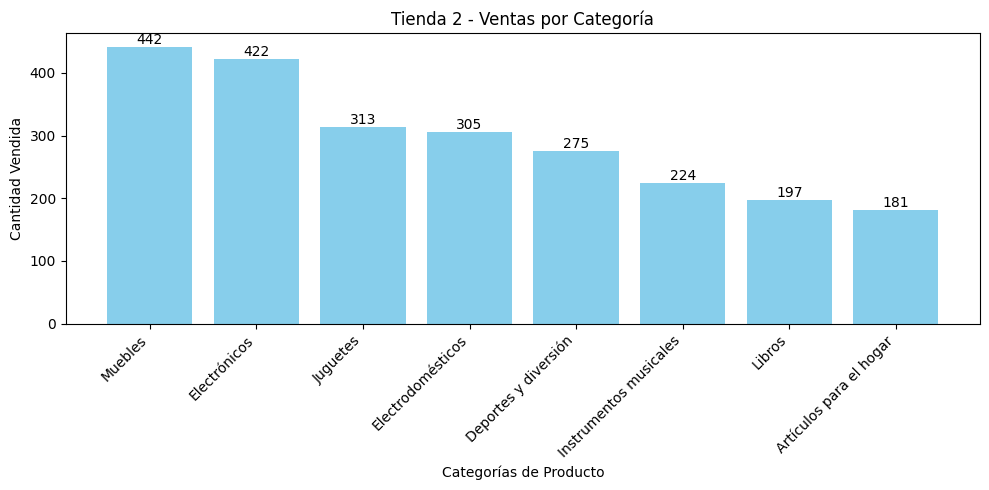 Tienda 2 - Ventas por Categoría
Cantidad Vendida
400
300
200
100
0
442
422
313
305
275
224
197
181
Muebles
Electrónicos
Juguetes
Electrodomésticos
Deportes y diversión
Instrumentos musicales
Libros
Artículos para el hogar
Categorías de Producto